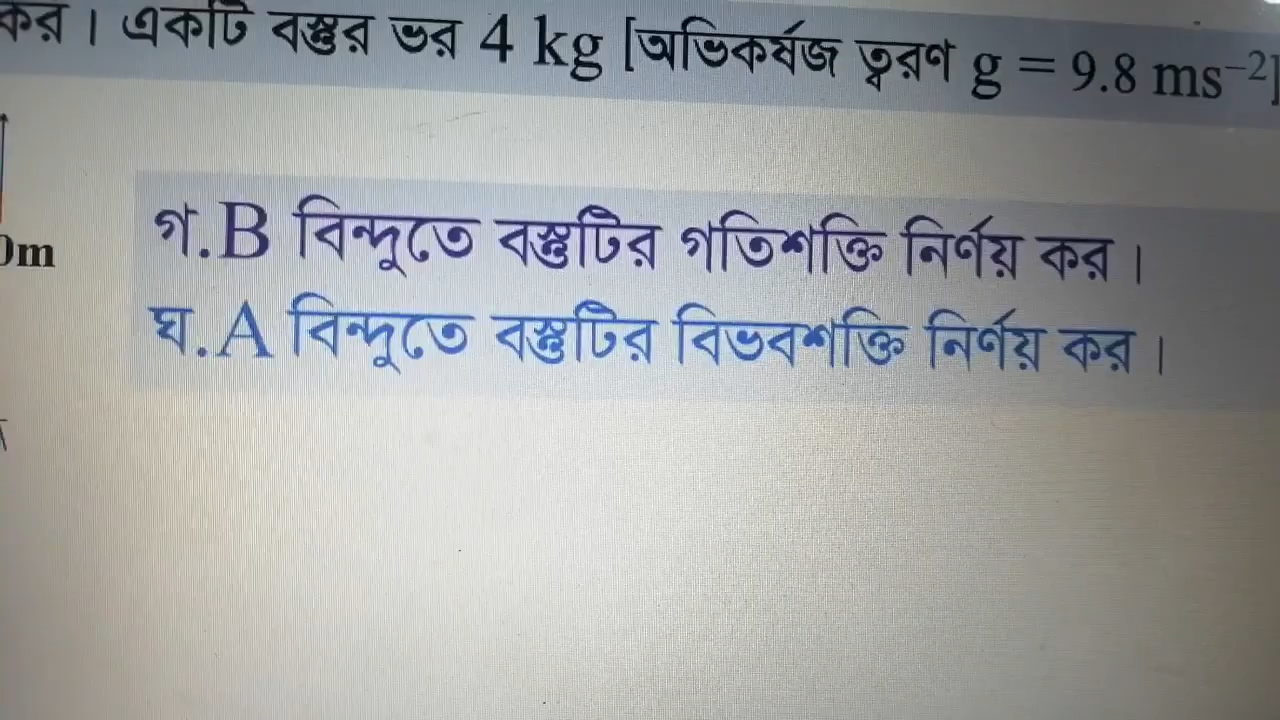 কর। একটি বস্তুর ভর 4 kg [অভিকর্ষজ ত্বরণ g = 9.8 ms⁻²]
0m
গ. B বিন্দুতে বস্তুটির গতিশক্তি নির্ণয় কর।
ঘ. A বিন্দুতে বস্তুটির বিভবশক্তি নির্ণয় কর।